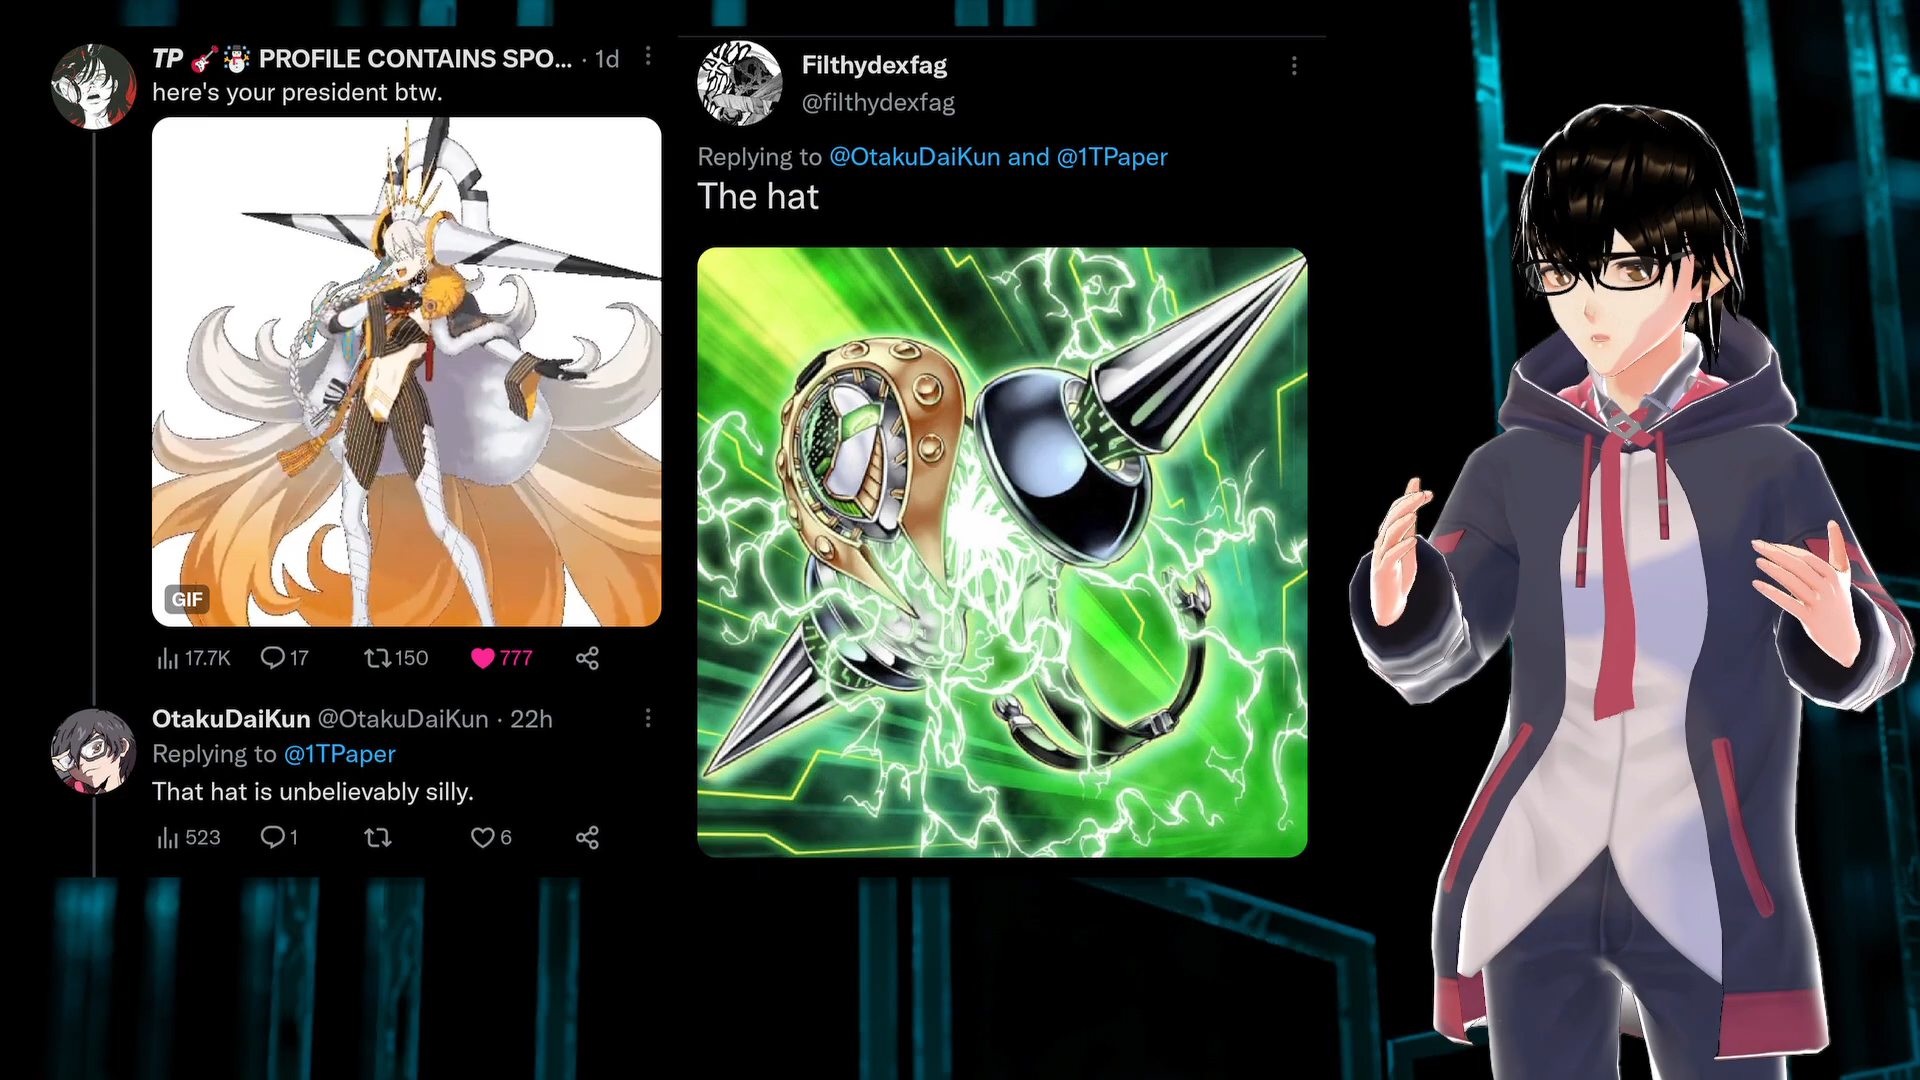 TP 🎸 ⛄ PROFILE CONTAINS SPO... · 1d
here's your president btw.
GIF
17.7K 17 150 777
OtakuDaiKun @OtakuDaiKun · 22h
Replying to @1TPaper
That hat is unbelievably silly.
523 1 6
Filthydexfag
@filthydexfag
Replying to @OtakuDaiKun and @1TPaper
The hat